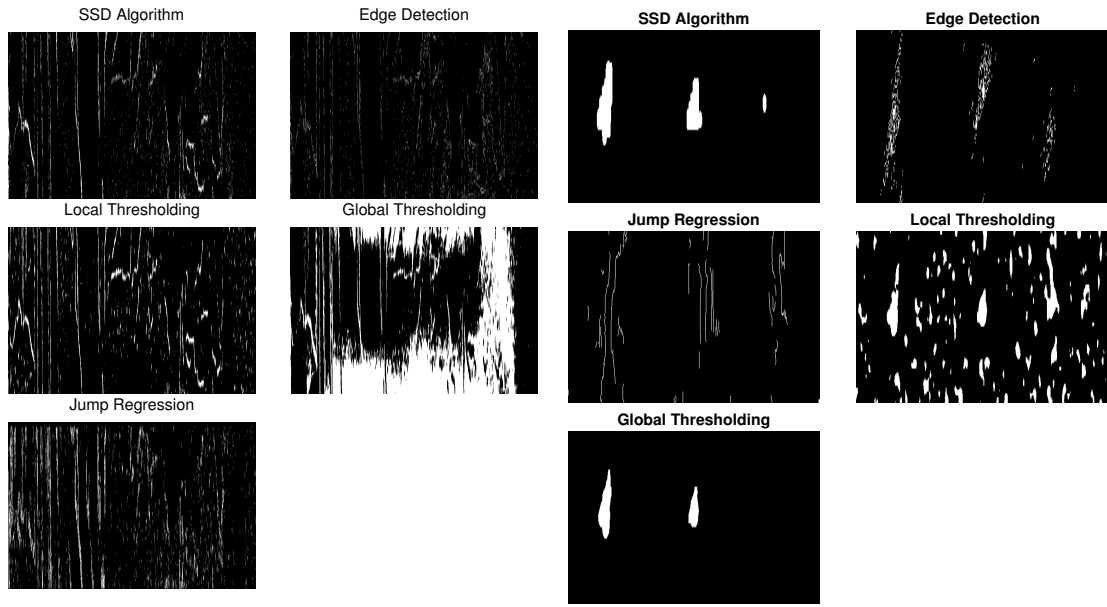 SSD Algorithm
Edge Detection
Local Thresholding
Global Thresholding
Jump Regression
SSD Algorithm
Edge Detection
Jump Regression
Local Thresholding
Global Thresholding